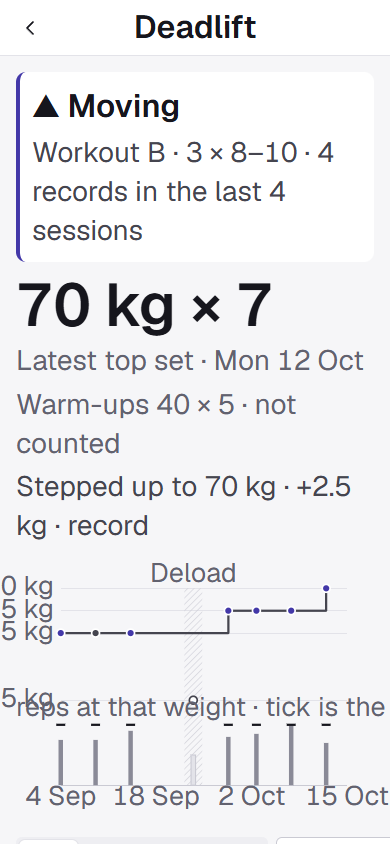 Deadlift
▲ Moving
Workout B · 3 × 8–10 · 4
records in the last 4
sessions
70 kg × 7
Latest top set · Mon 12 Oct
Warm-ups 40 × 5 · not
counted
Stepped up to 70 kg · +2.5
kg · record
Deload
0 kg
5 kg
5 kg
5 kg
reps at that weight · tick is the
4 Sep 18 Sep 2 Oct 15 Oct